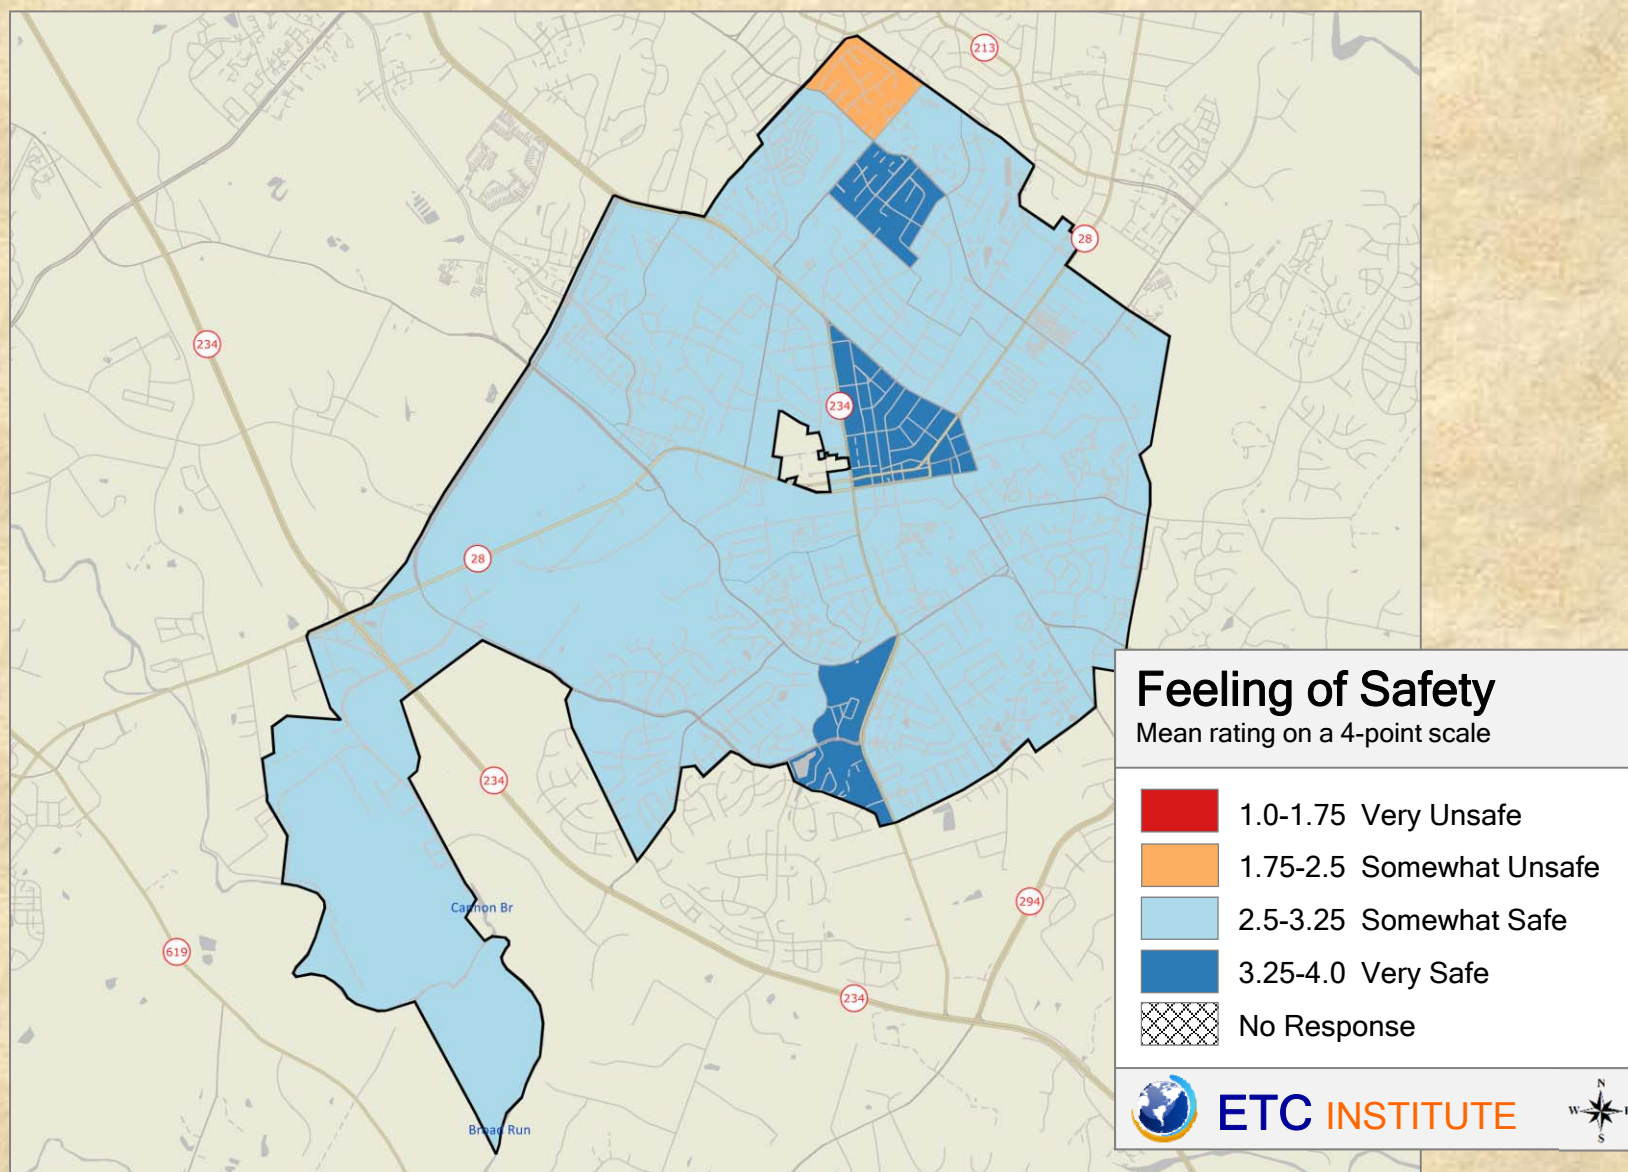 213
28
234
234
28
234
Cannon Br
294
619
234
Broad Run
Feeling of Safety
Mean rating on a 4-point scale
1.0-1.75 Very Unsafe
1.75-2.5 Somewhat Unsafe
2.5-3.25 Somewhat Safe
3.25-4.0 Very Safe
No Response
ETC INSTITUTE
N
W
S